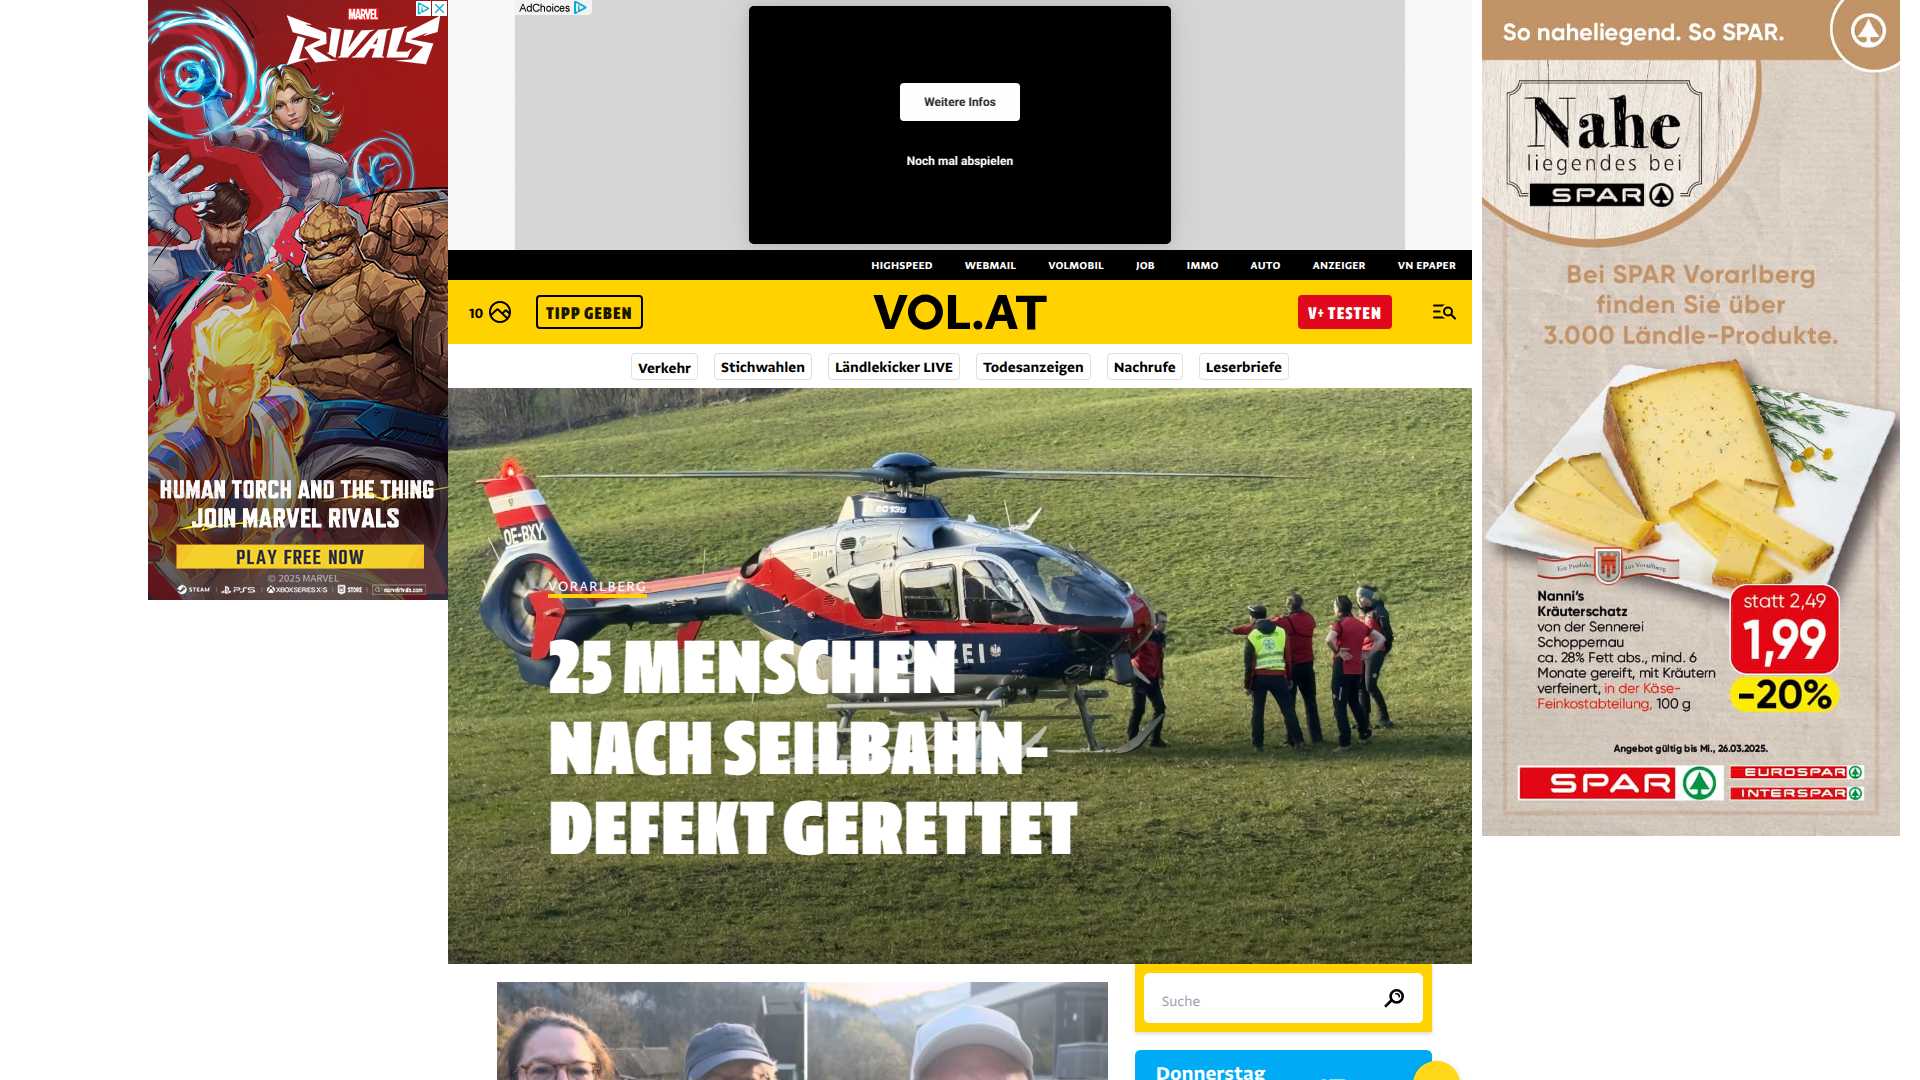 MARVEL
RIVALS
HUMAN TORCH AND THE THING
JOIN MARVEL RIVALS
PLAY FREE NOW
© 2025 MARVEL
STEAM
PS5
XBOX SERIES X|S
STORE
marvelrivals.com
AdChoices
Weitere Infos
Noch mal abspielen
HIGHSPEED WEBMAIL VOLMOBIL JOB IMMO AUTO ANZEIGER VN EPAPER
10 TIPP GEBEN VOL.AT V+ TESTEN
Verkehr Stichwahlen Ländlekicker LIVE Todesanzeigen Nachrufe Leserbriefe
OE-BXY
EC135
VORARLBERG
25 MENSCHEN
NACH SEILBAHN-
DEFEKT GERETTET
Suche
Donnerstag
So naheliegend. So SPAR.
Nahe
liegendes bei
SPAR
Bei SPAR Vorarlberg
finden Sie über
3.000 Ländle-Produkte.
Ein Produkt aus Vorarlberg
Nanni's
Kräuterschatz
von der Sennerei
Schoppernau
ca. 28% Fett abs., mind. 6
Monate gereift, mit Kräutern
verfeinert, in der Käse-
Feinkostabteilung, 100 g
statt 2,49
1,99
-20%
Angebot gültig bis Mi., 26.03.2025.
SPAR
EUROSPAR
INTERSPAR